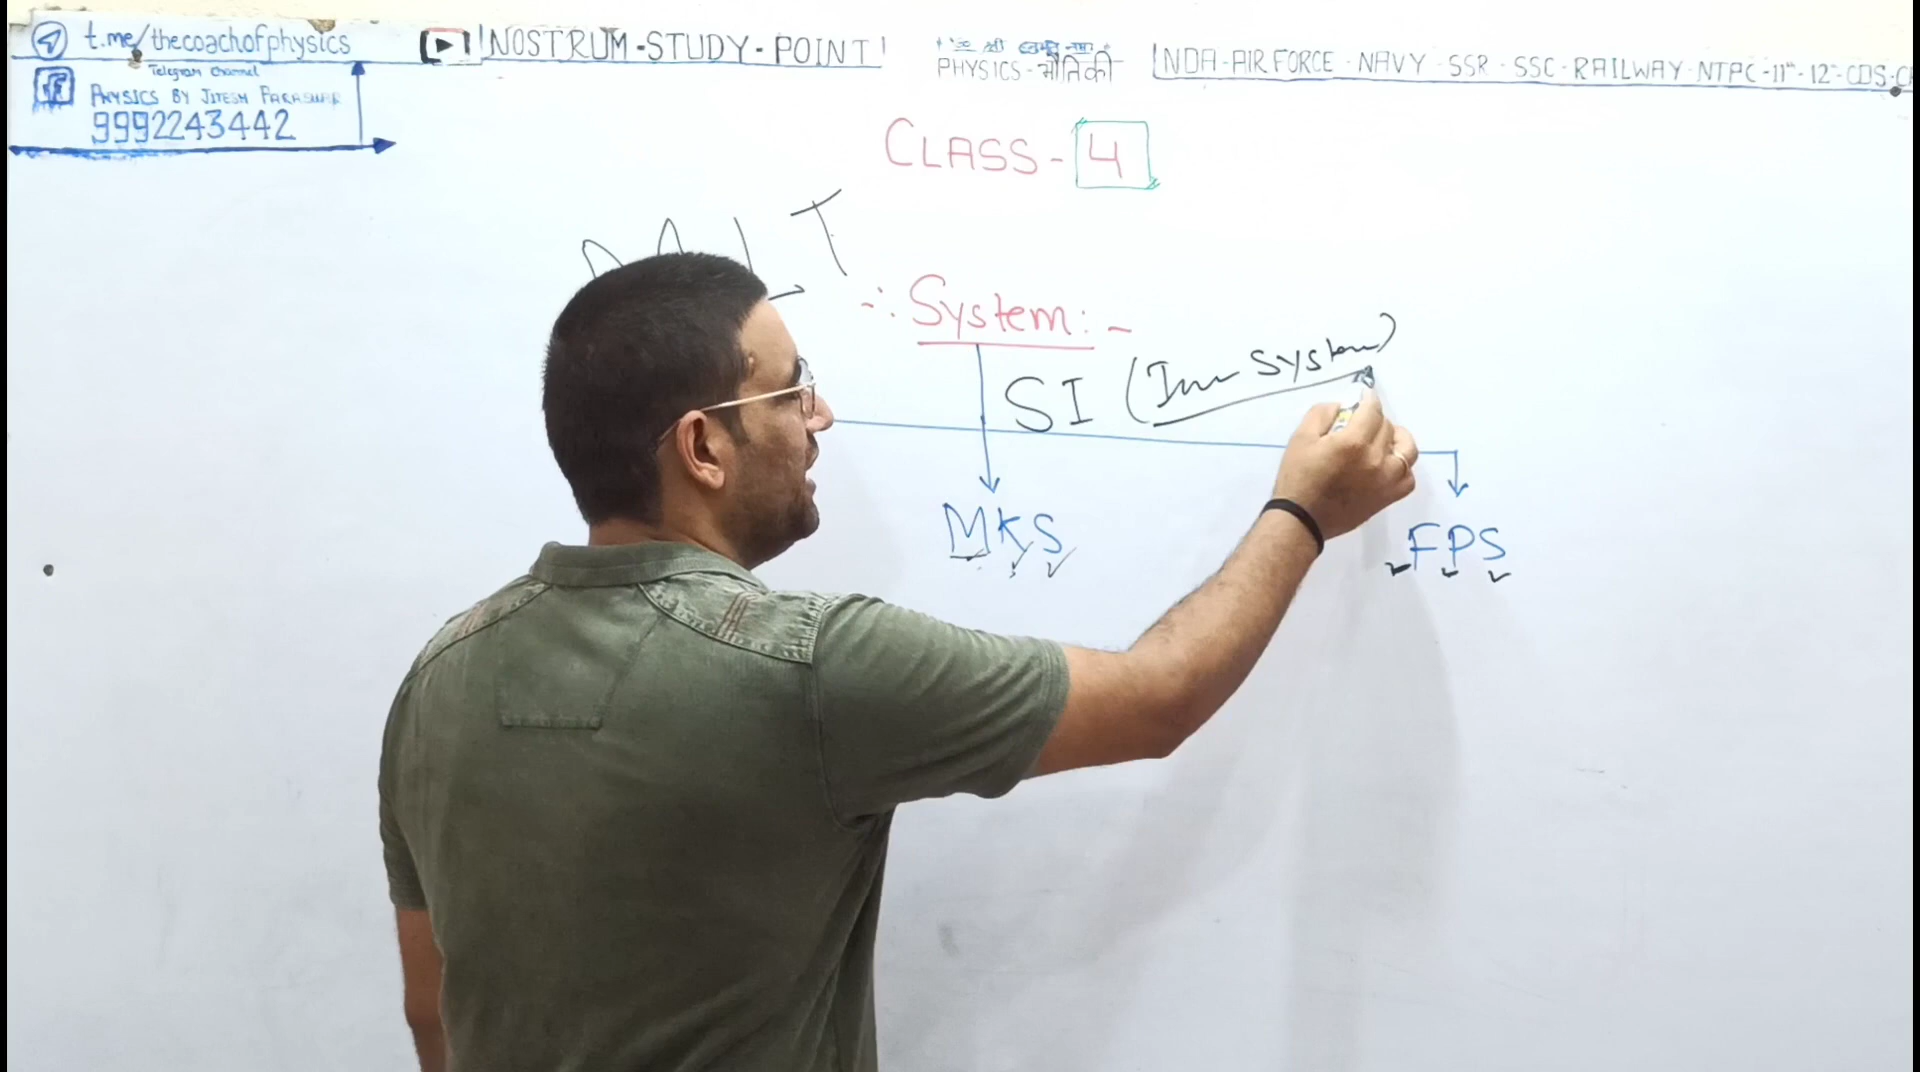 t.me/thecoachofphysics
Telegram Channel
PHYSICS BY JITESH PARASHAR
9992243442
NOSTRUM-STUDY-POINT
PHYSICS-भौतिकी
NDA-AIR FORCE-NAVY-SSR-SSC-RAILWAY-NTPC-11th-12th-CDS-C
CLASS-4
T
System:-
SI (System)
MKS
FPS